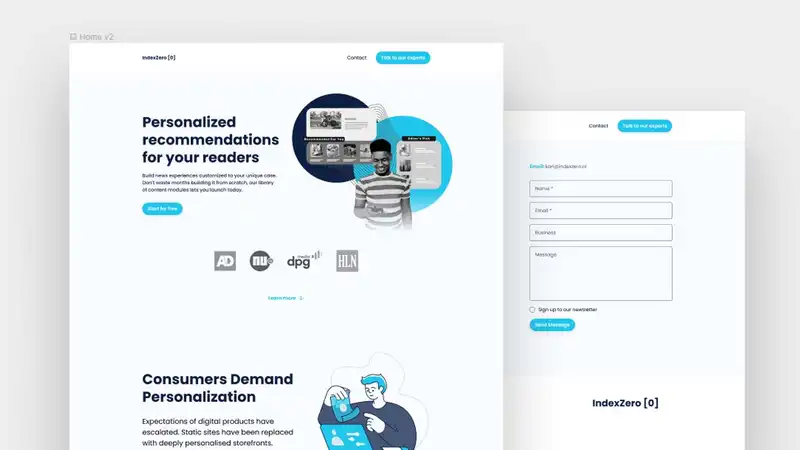 Home v2
IndexZero [0]
Contact
Talk to our experts
Personalized
recommendations
for your readers
Build news experiences customized to your unique case.
Don't waste months building it from scratch, our library
of content modules lets you launch today.
Start for free
Recommended For You
Editor's Pick
AD
nu
dpg
media
HLN
Learn more
Consumers Demand
Personalization
Expectations of digital products have
escalated. Static sites have been replaced
with deeply personalised storefronts.
Contact
Talk to our experts
Email:
Name *
Email *
Business
Message
Sign up to our newsletter
Send Message
IndexZero [0]